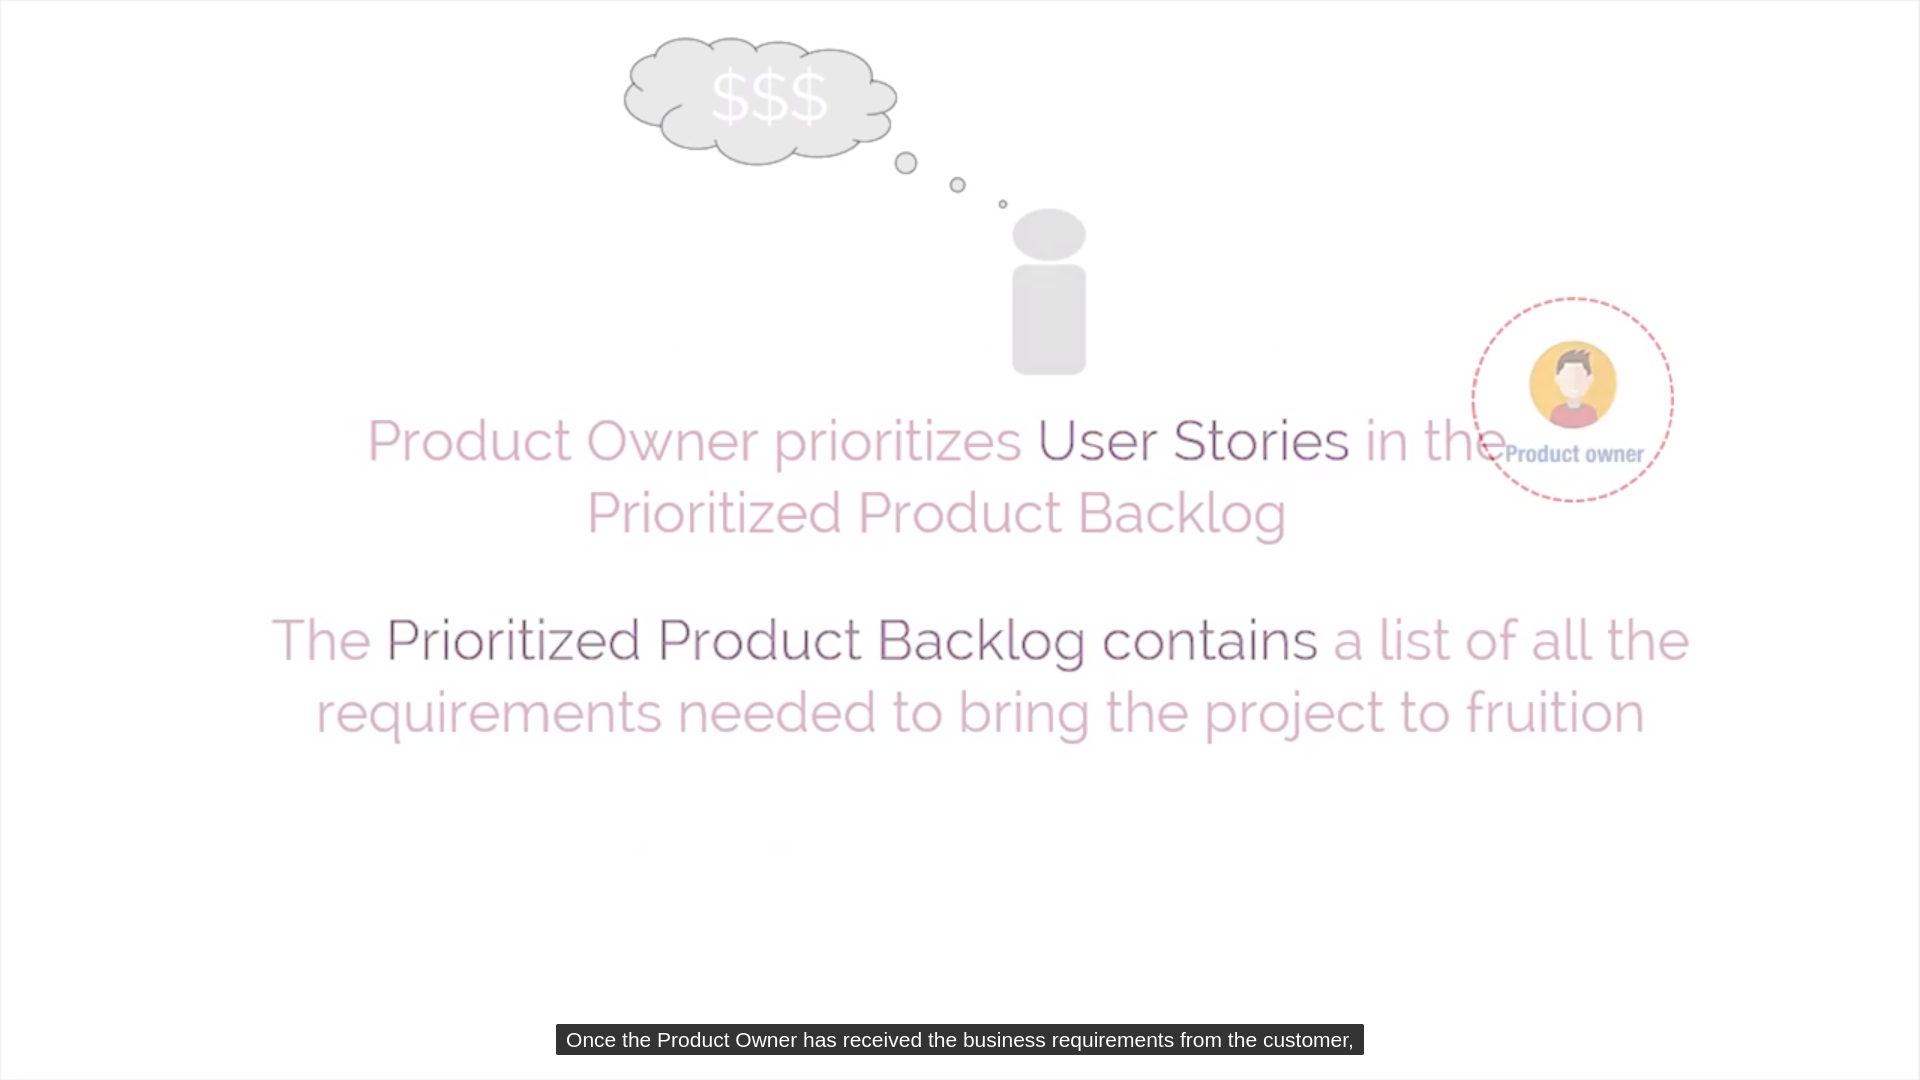 $$$
Product Owner prioritizes User Stories in the
Product owner
Prioritized Product Backlog
The Prioritized Product Backlog contains a list of all the
requirements needed to bring the project to fruition
Once the Product Owner has received the business requirements from the customer,